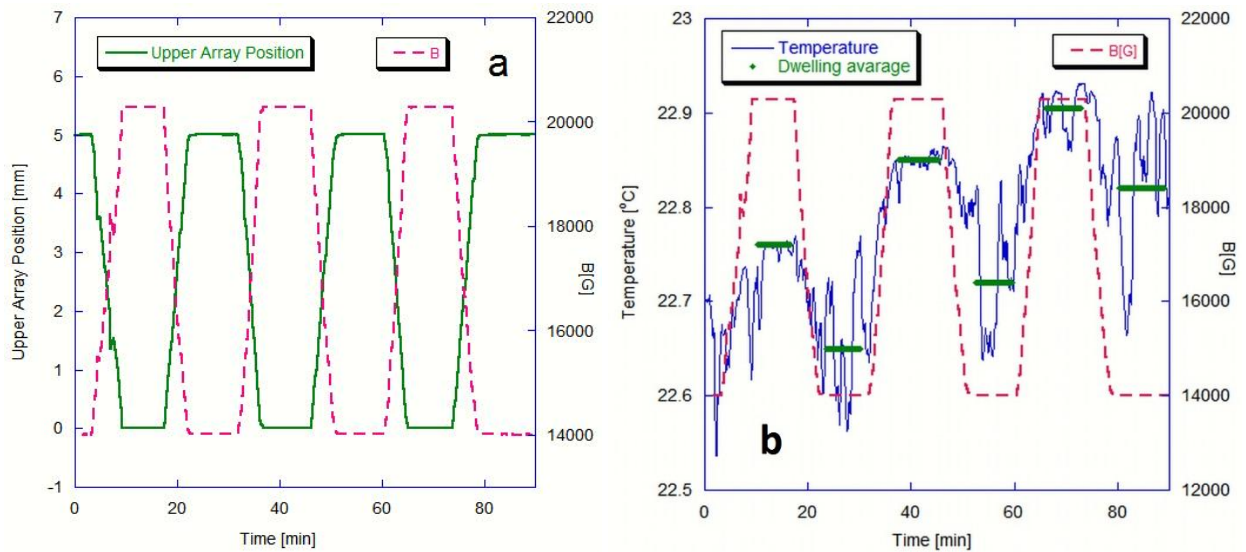 7
6
5
4
3
2
1
0
-1
22000
20000
18000
16000
14000
0
20
40
60
80
Upper Array Position [mm]
B[G]
Time [min]
Upper Array Position
B
a
23
22.9
22.8
22.7
22.6
22.5
22000
20000
18000
16000
14000
12000
0
20
40
60
80
Temperature [°C]
B[G]
Time [min]
Temperature
Dwelling avarage
B[G]
b